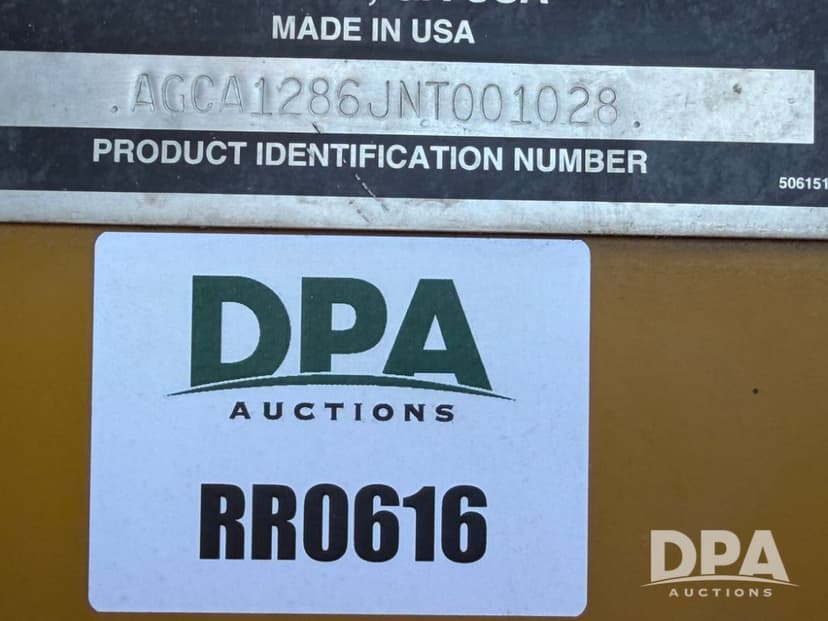 MADE IN USA
.AGCA1286JNT001028.
PRODUCT IDENTIFICATION NUMBER
506151
DPA
AUCTIONS
RR0616
DPA
AUCTIONS